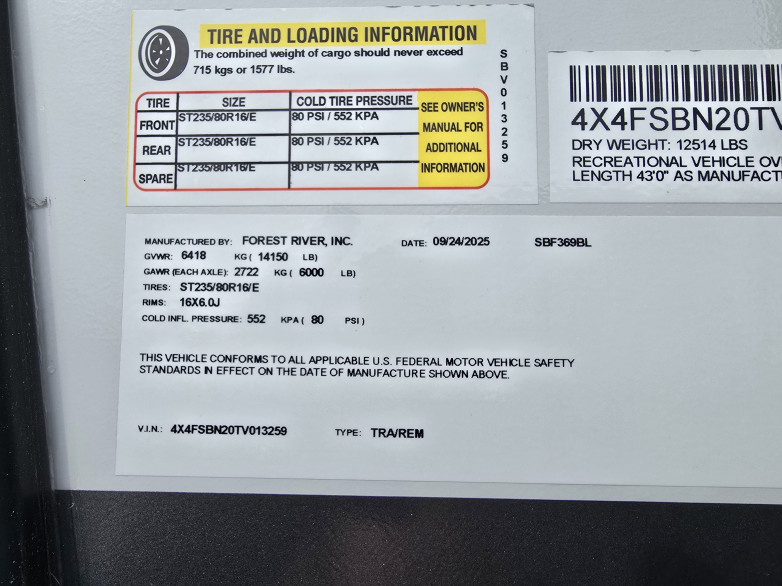 TIRE AND LOADING INFORMATION
The combined weight of cargo should never exceed
715 kgs or 1577 lbs.
TIRE SIZE COLD TIRE PRESSURE
FRONT ST235/80R16/E 80 PSI / 552 KPA
REAR ST235/80R16/E 80 PSI / 552 KPA
SPARE ST235/80R16/E 80 PSI / 552 KPA
SEE OWNER'S
MANUAL FOR
ADDITIONAL
INFORMATION
SBV013259
4X4FSBN20TV
DRY WEIGHT: 12514 LBS
RECREATIONAL VEHICLE
LENGTH 43'0" AS
MANUFACTURED BY: FOREST RIVER, INC. DATE: 09/24/2025 SBF369BL
GVWR: 6418 KG ( 14150 LB)
GAWR (EACH AXLE): 2722 KG ( 6000 LB)
TIRES: ST235/80R16/E
RIMS: 16X6.0J
COLD INFL. PRESSURE: 552 KPA ( 80 PSI )
THIS VEHICLE CONFORMS TO ALL APPLICABLE U.S. FEDERAL MOTOR VEHICLE SAFETY
STANDARDS IN EFFECT ON THE DATE OF MANUFACTURE SHOWN ABOVE.
V.I.N.: 4X4FSBN20TV013259 TYPE: TRA/REM